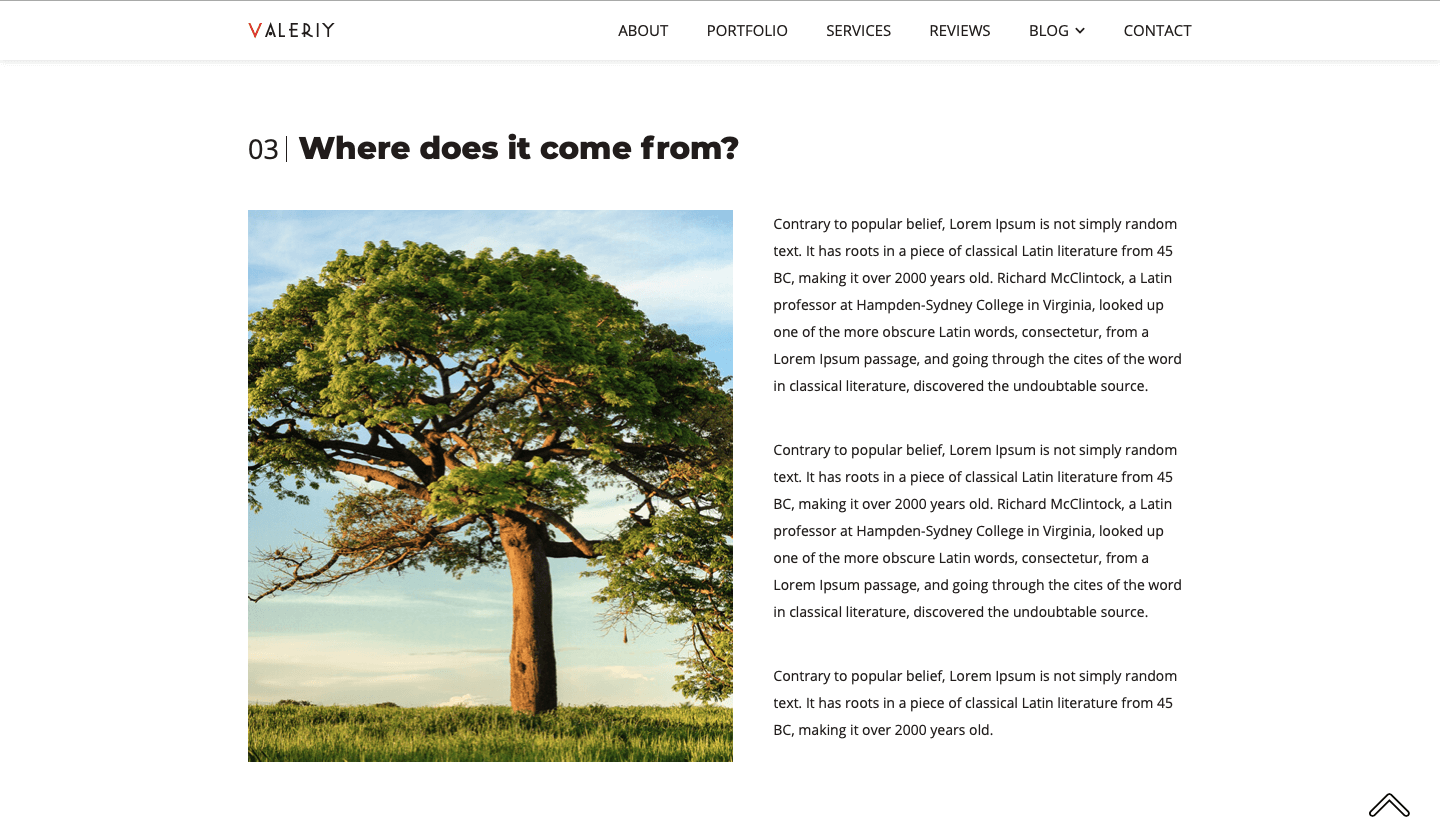 VALERIY
ABOUT
PORTFOLIO
SERVICES
REVIEWS
BLOG
CONTACT
03 Where does it come from?
Contrary to popular belief, Lorem Ipsum is not simply random
text. It has roots in a piece of classical Latin literature from 45
BC, making it over 2000 years old. Richard McClintock, a Latin
professor at Hampden-Sydney College in Virginia, looked up
one of the more obscure Latin words, consectetur, from a
Lorem Ipsum passage, and going through the cites of the word
in classical literature, discovered the undoubtable source.
Contrary to popular belief, Lorem Ipsum is not simply random
text. It has roots in a piece of classical Latin literature from 45
BC, making it over 2000 years old. Richard McClintock, a Latin
professor at Hampden-Sydney College in Virginia, looked up
one of the more obscure Latin words, consectetur, from a
Lorem Ipsum passage, and going through the cites of the word
in classical literature, discovered the undoubtable source.
Contrary to popular belief, Lorem Ipsum is not simply random
text. It has roots in a piece of classical Latin literature from 45
BC, making it over 2000 years old.